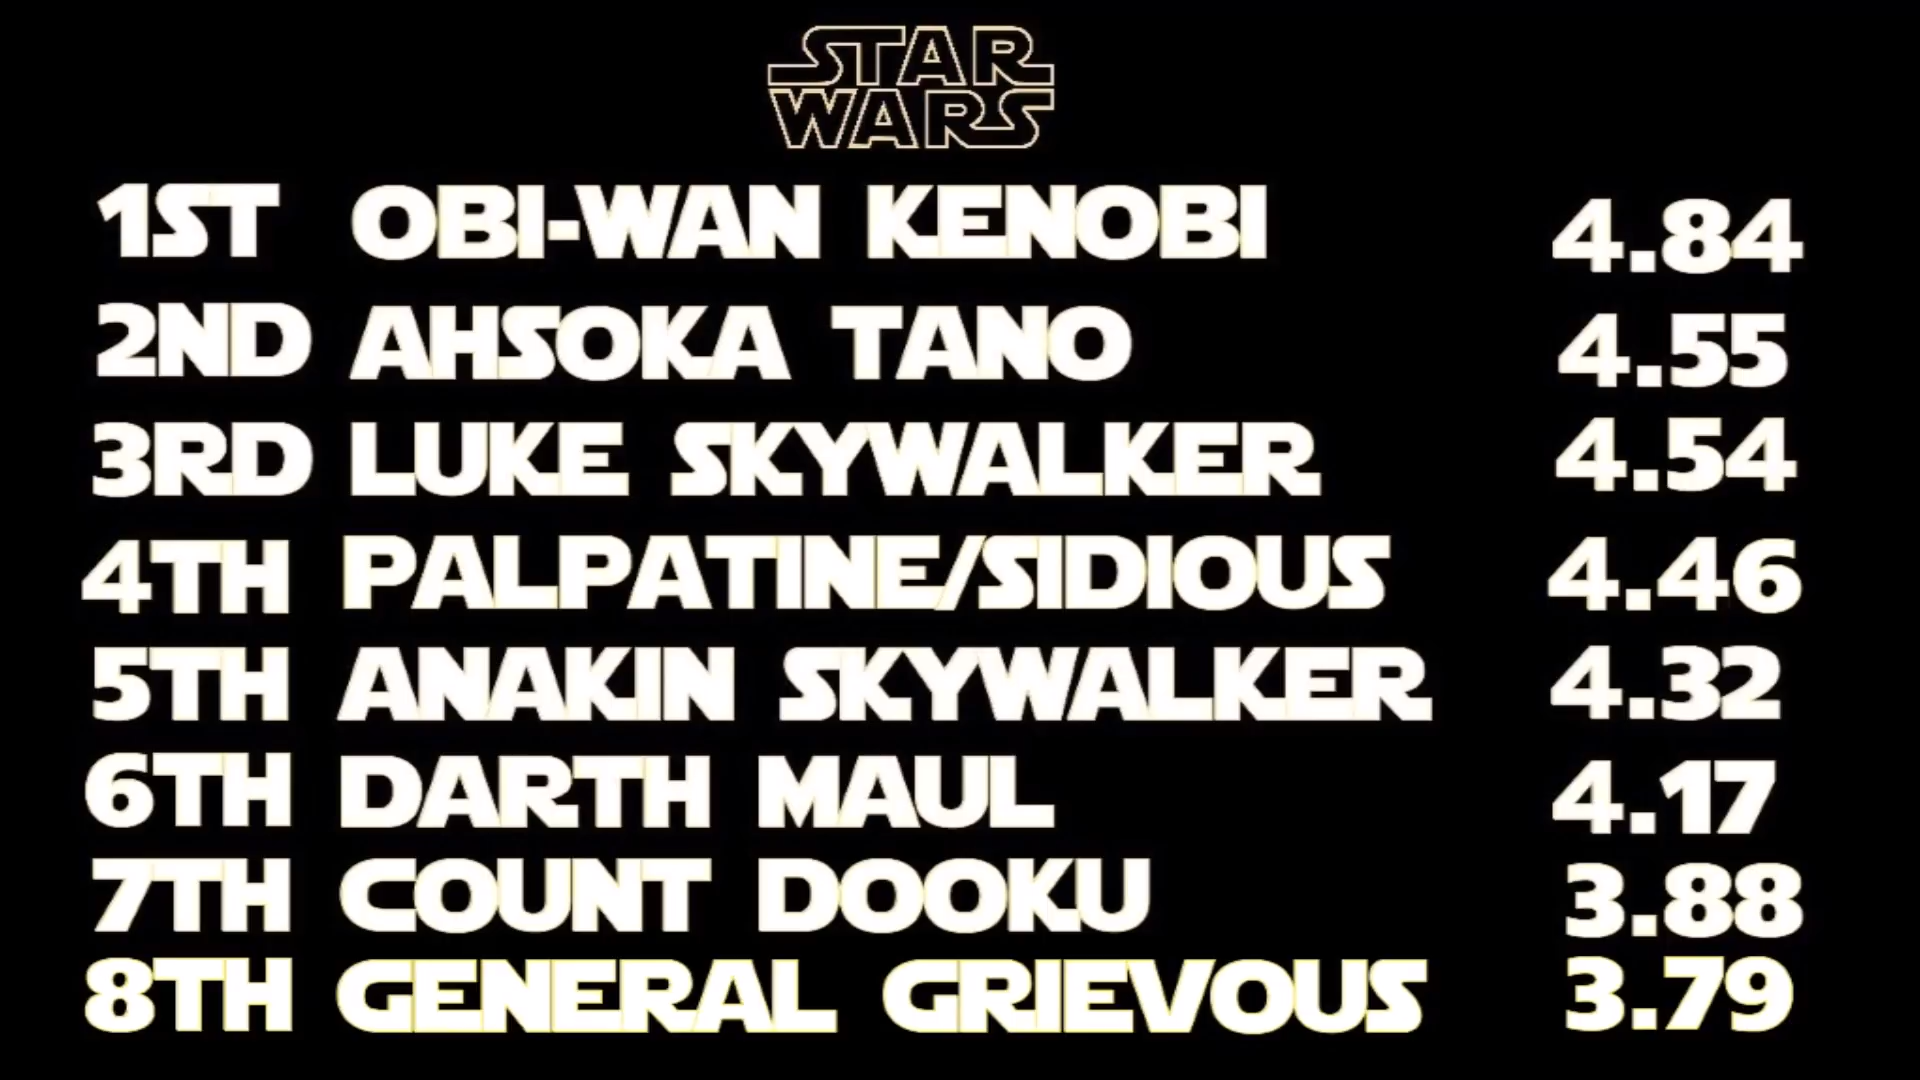 STAR
WARS
1ST OBI-WAN KENOBI 4.84
2ND AHSOKA TANO 4.55
3RD LUKE SKYWALKER 4.54
4TH PALPATINE/SIDIOUS 4.46
5TH ANAKIN SKYWALKER 4.32
6TH DARTH MAUL 4.17
7TH COUNT DOOKU 3.88
8TH GENERAL GRIEVOUS 3.79